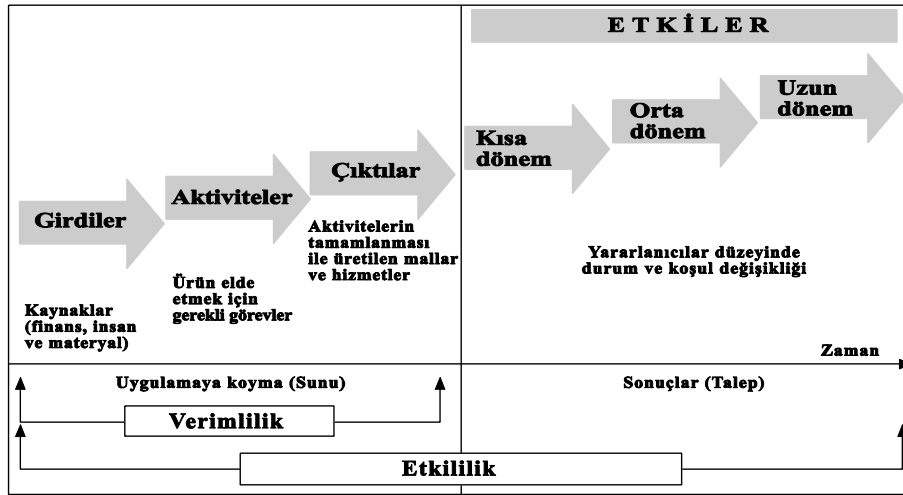 ETKİLER
Uzun
dönem
Orta
dönem
Kısa
dönem
Çıktılar
Aktiviteler
Girdiler
Aktivitelerin
tamamlanması
ile üretilen mallar
ve hizmetler
Yararlanıcılar düzeyinde
durum ve koşul değişikliği
Ürün elde
etmek için
gerekli görevler
Kaynaklar
(finans, insan
ve materyal)
Zaman
Uygulamaya koyma (Sunu)
Sonuçlar (Talep)
Verimlilik
Etkililik